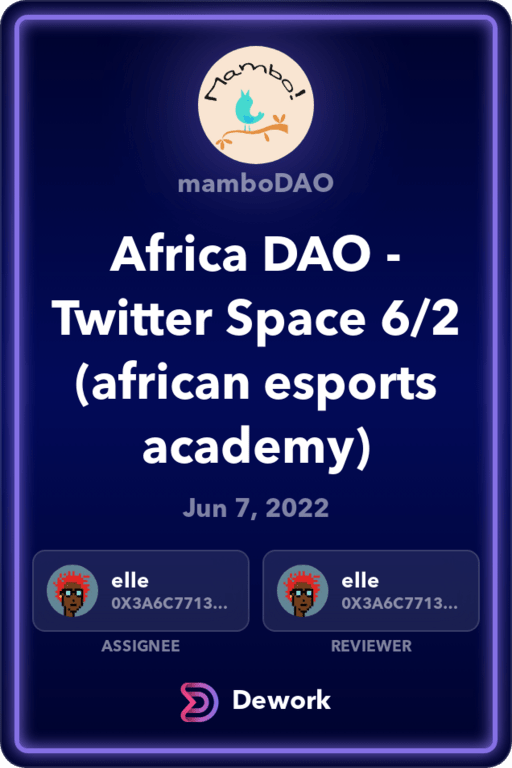 Mambo!
mamboDAO
Africa DAO -
Twitter Space 6/2
(african esports
academy)
Jun 7, 2022
elle
0X3A6C7713...
ASSIGNEE
elle
0X3A6C7713...
REVIEWER
Dework